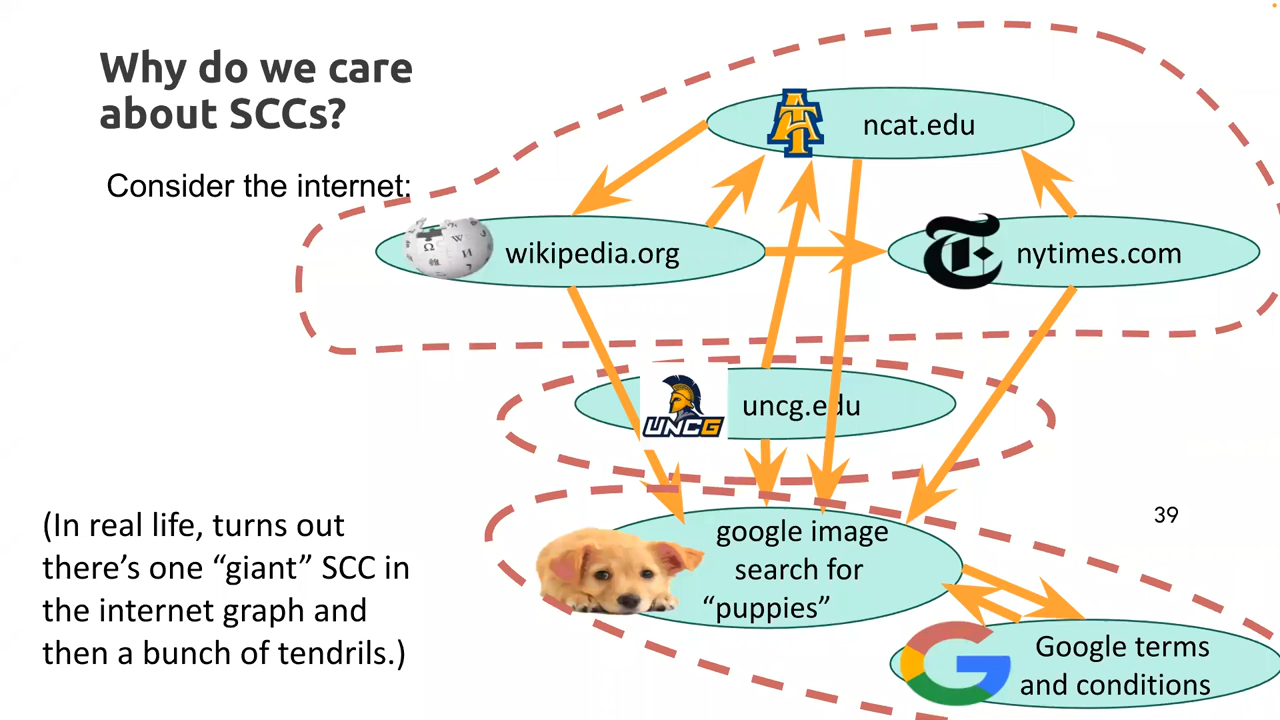 Why do we care
about SCCs?
Consider the internet:
ncat.edu
wikipedia.org
nytimes.com
UNCG
uncg.edu
(In real life, turns out
there’s one “giant” SCC in
the internet graph and
then a bunch of tendrils.)
39
google image
search for
“puppies”
Google terms
and conditions